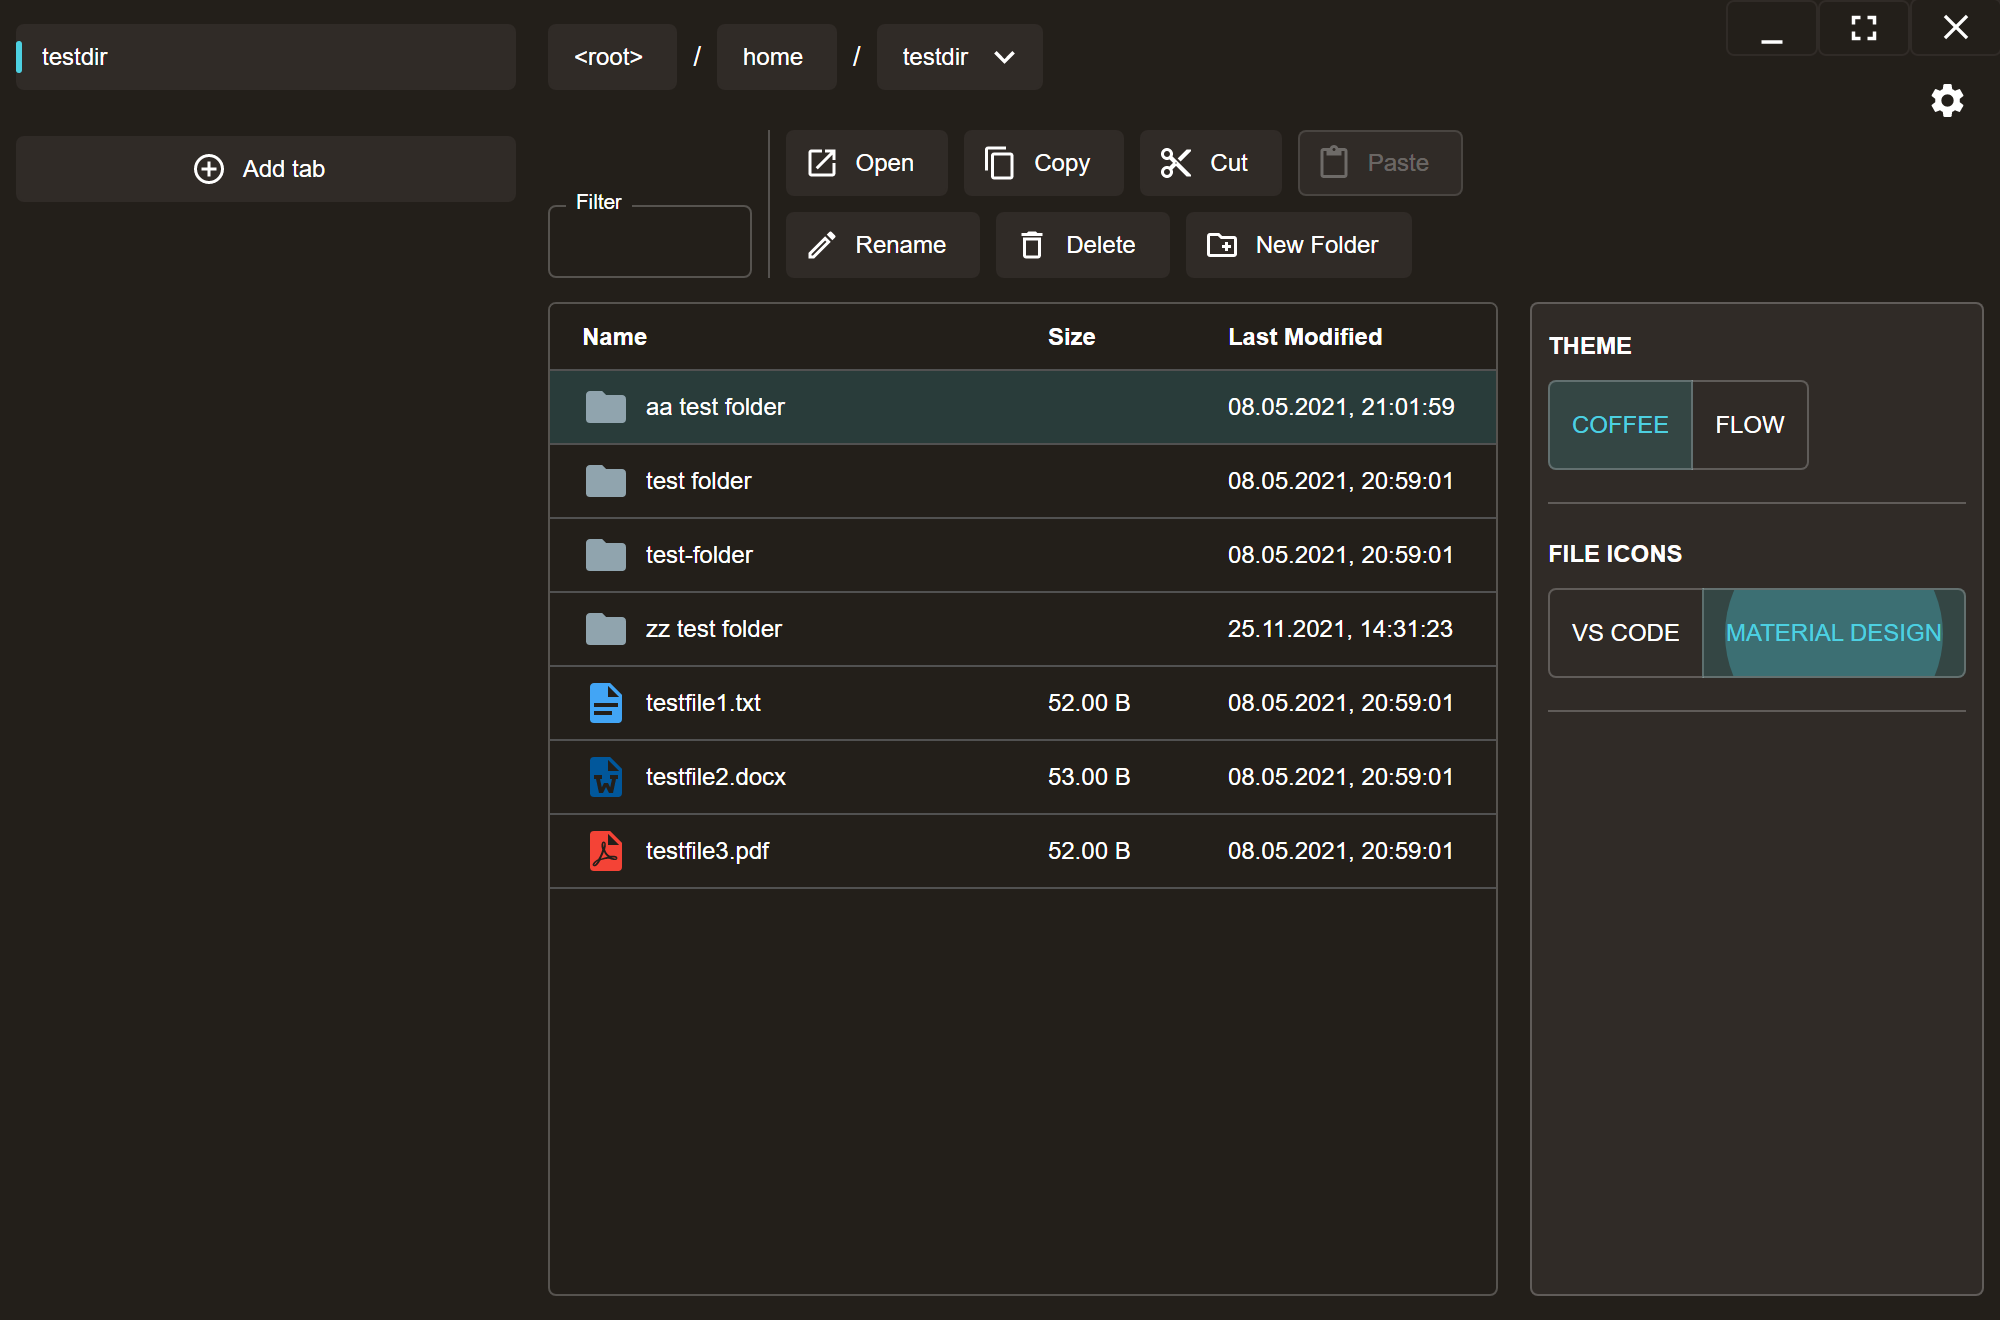 testdir
<root> / home / testdir
Add tab
Filter
Open Copy Cut Paste
Rename Delete New Folder
Name Size Last Modified
aa test folder 08.05.2021, 21:01:59
test folder 08.05.2021, 20:59:01
test-folder 08.05.2021, 20:59:01
zz test folder 25.11.2021, 14:31:23
testfile1.txt 52.00 B 08.05.2021, 20:59:01
testfile2.docx 53.00 B 08.05.2021, 20:59:01
testfile3.pdf 52.00 B 08.05.2021, 20:59:01
THEME
COFFEE FLOW
FILE ICONS
VS CODE MATERIAL DESIGN